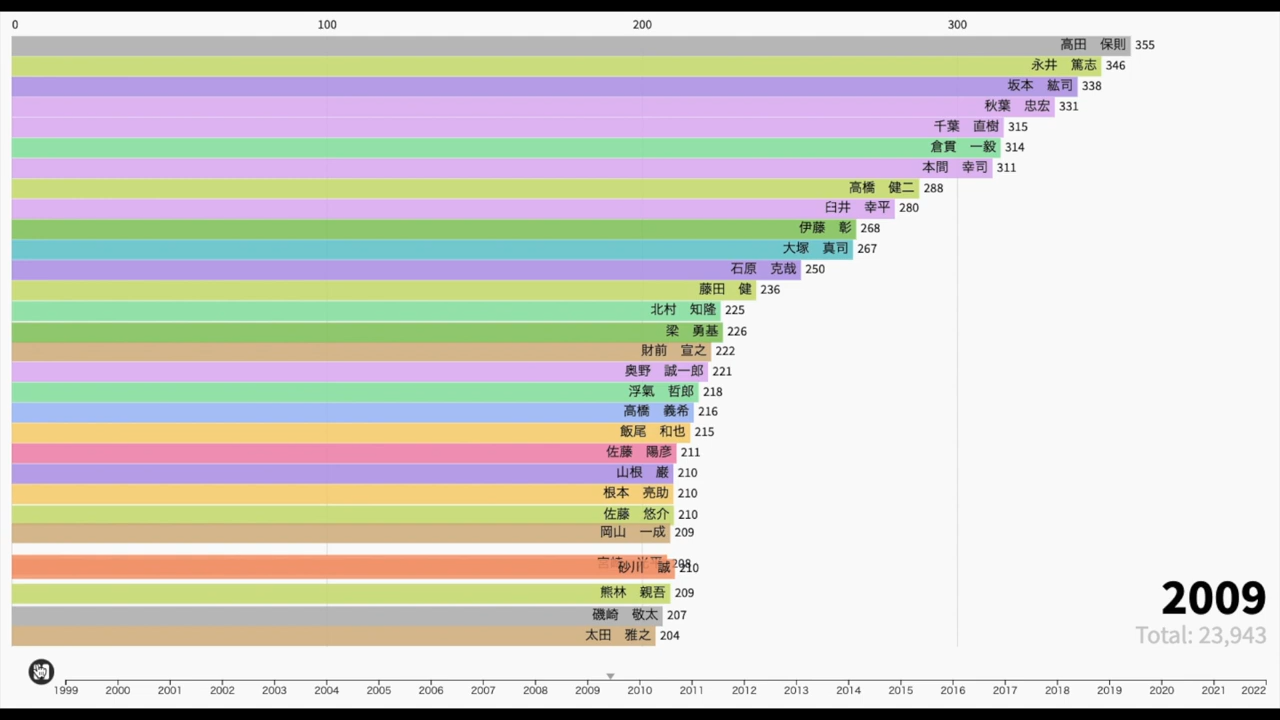 0 100 200 300
高田 保則 355
永井 篤志 346
坂本 紘司 338
秋葉 忠宏 331
千葉 直樹 315
倉貫 一毅 314
本間 幸司 311
高橋 健二 288
臼井 幸平 280
伊藤 彰 268
大塚 真司 267
石原 克哉 250
藤田 健 236
北村 知隆 225
梁 勇基 226
財前 宣之 222
奥野 誠一郎 221
浮氣 哲郎 218
高橋 義希 216
飯尾 和也 215
佐藤 陽彦 211
山根 巌 210
根本 亮助 210
佐藤 悠介 210
岡山 一成 209
砂川 誠 210
熊林 親吾 209
磯崎 敬太 207
太田 雅之 204
2009
Total: 23,943
1999 2000 2001 2002 2003 2004 2005 2006 2007 2008 2009 2010 2011 2012 2013 2014 2015 2016 2017 2018 2019 2020 2021 2022